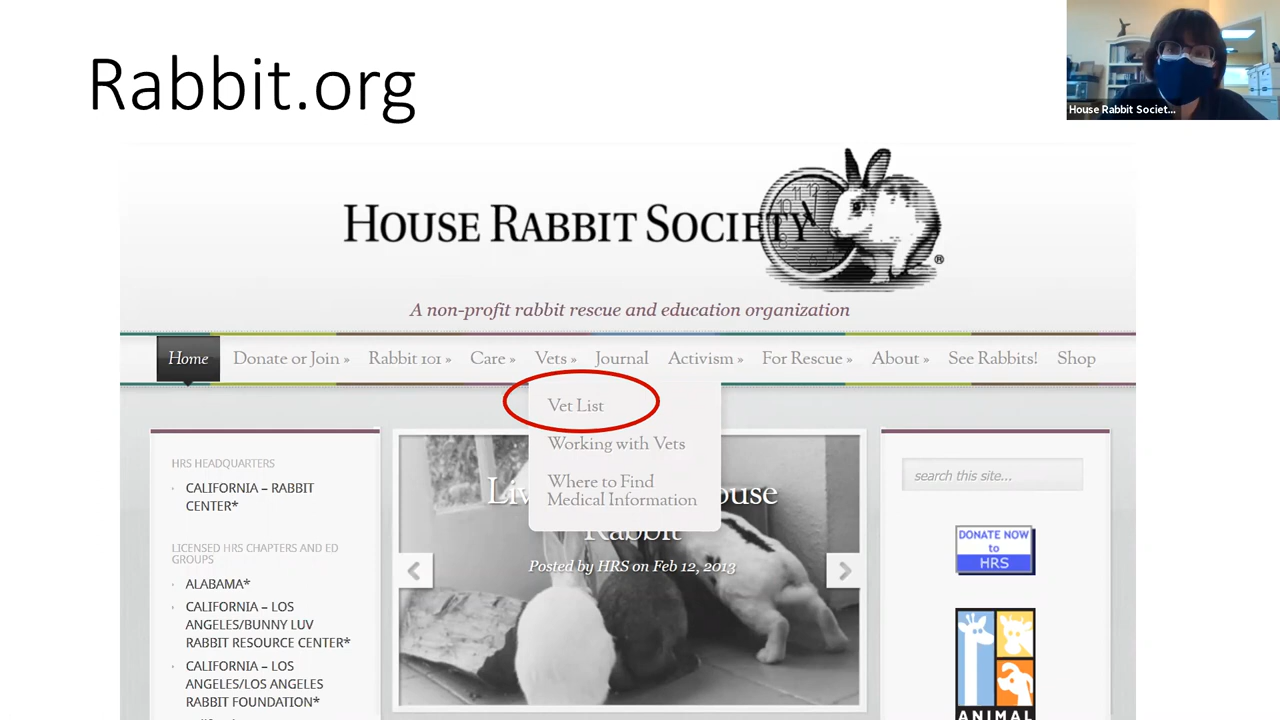 Rabbit.org
House Rabbit Societ...
HOUSE RABBIT SOCIETY
®
A non-profit rabbit rescue and education organization
Home
Donate or Join »
Rabbit 101 »
Care »
Vets »
Journal
Activism »
For Rescue »
About »
See Rabbits!
Shop
Vet List
Working with Vets
Where to Find
Medical Information
HRS HEADQUARTERS
CALIFORNIA – RABBIT
CENTER*
LICENSED HRS CHAPTERS AND ED
GROUPS
ALABAMA*
CALIFORNIA – LOS
ANGELES/BUNNY LUV
RABBIT RESOURCE CENTER*
CALIFORNIA – LOS
ANGELES/LOS ANGELES
RABBIT FOUNDATION*
Rabbit
Posted by HRS on Feb 12, 2013
search this site...
DONATE NOW
to
HRS
ANIMAL